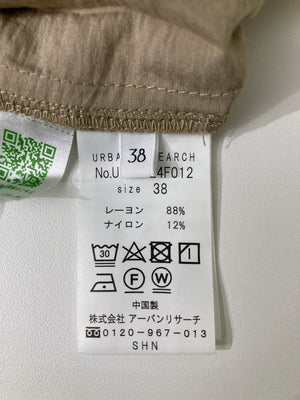 38
URBA EARCH
No.U 4F012
size 38
レーヨン 88%
ナイロン 12%
30
F W
中国製
株式会社 アーバンリサーチ
0120-967-013
SHN